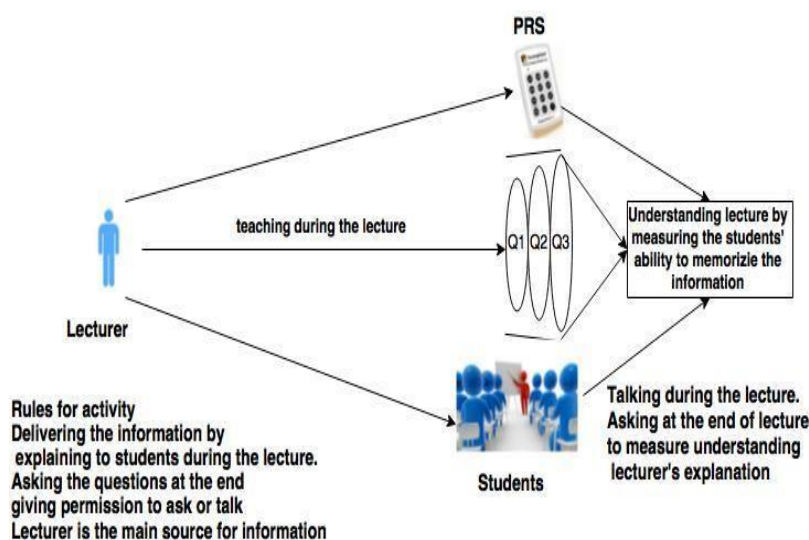 PRS
teaching during the lecture
Q1 Q2 Q3
Understanding lecture by
measuring the students'
ability to memorizie the
information
Lecturer
Rules for activity
Delivering the information by
explaining to students during the lecture.
Asking the questions at the end
giving permission to ask or talk
Lecturer is the main source for information
Students
Talking during the lecture.
Asking at the end of lecture
to measure understanding
lecturer's explanation